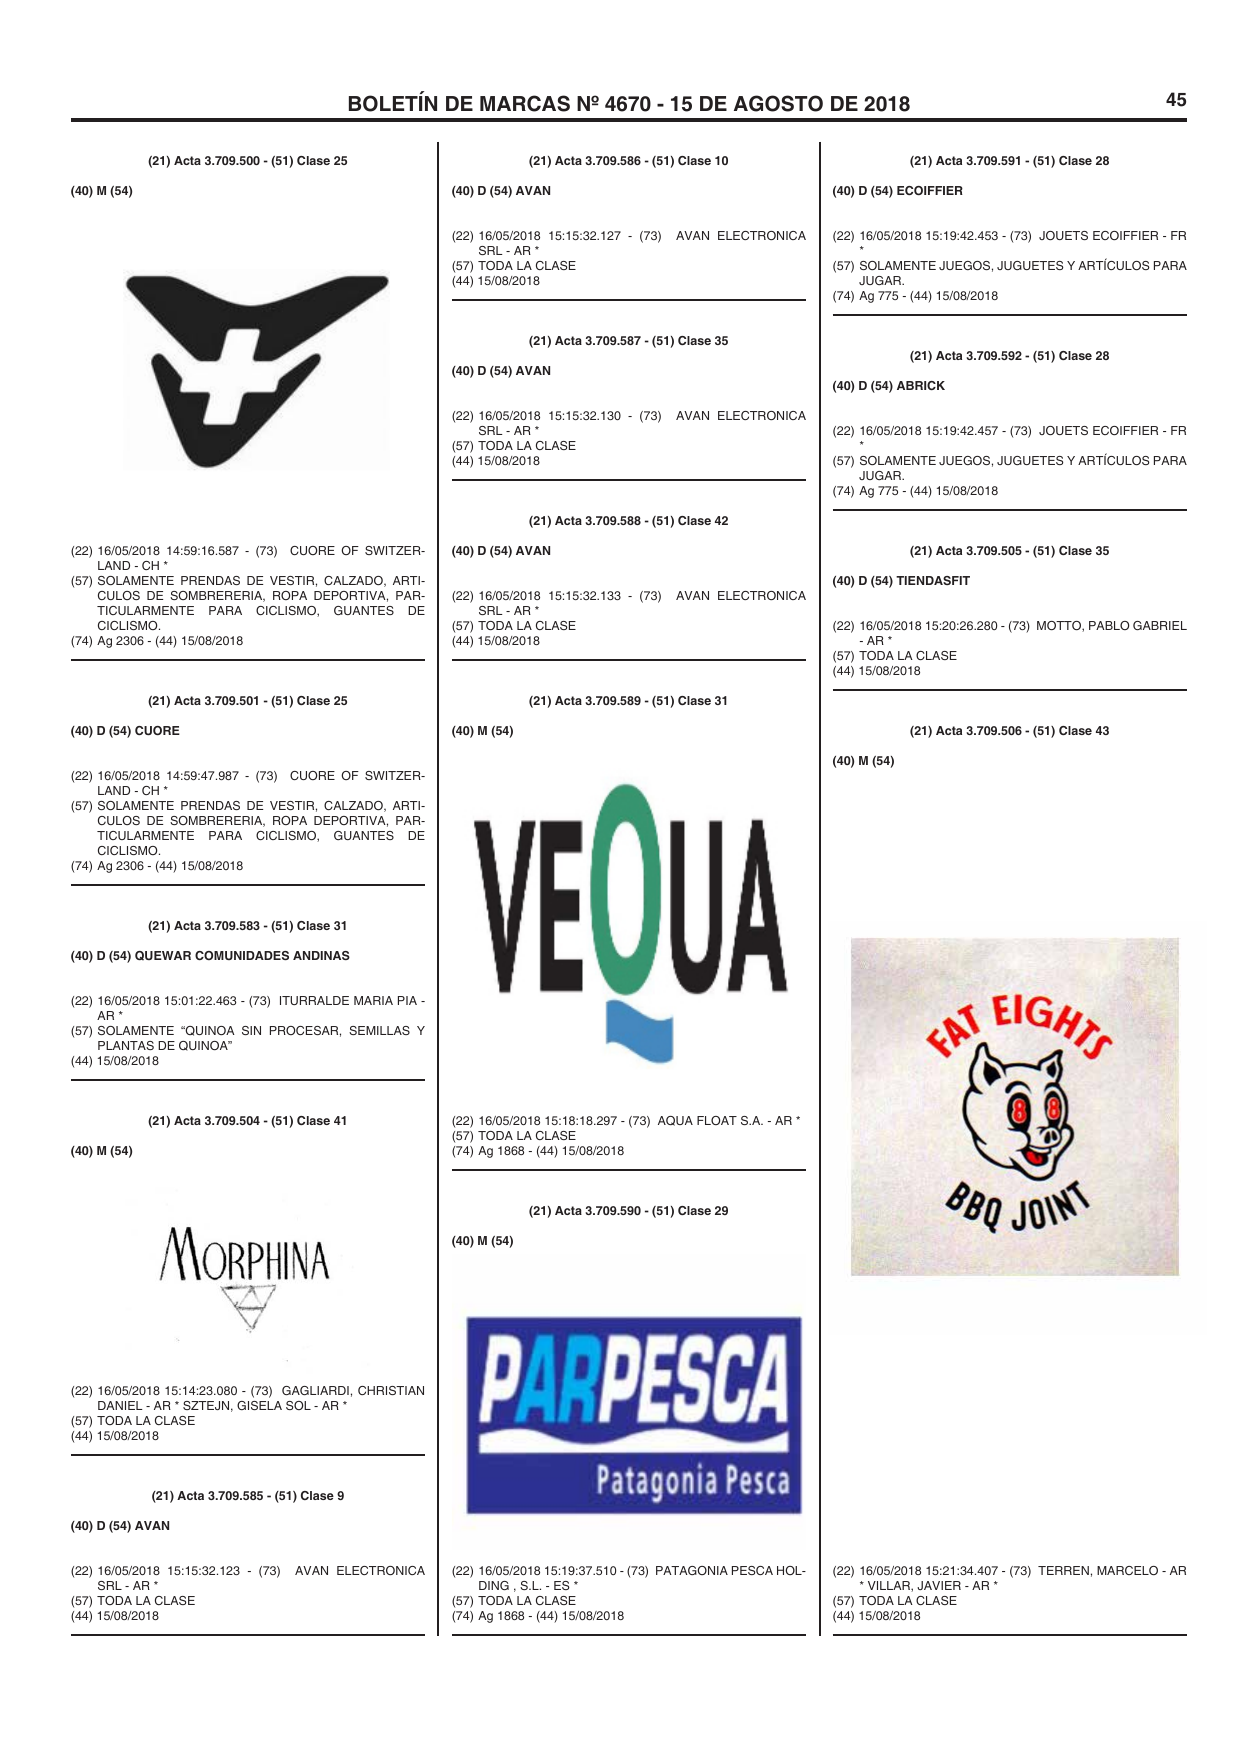 BOLETÍN DE MARCAS Nº 4670 - 15 DE AGOSTO DE 2018
45
(21) Acta 3.709.500 - (51) Clase 25
(40) M (54)
(22) 16/05/2018 14:59:16.587 - (73) CUORE OF SWITZER-
LAND - CH *
(57) SOLAMENTE PRENDAS DE VESTIR, CALZADO, ARTI-
CULOS DE SOMBRERERIA, ROPA DEPORTIVA, PAR-
TICULARMENTE PARA CICLISMO, GUANTES DE
CICLISMO.
(74) Ag 2306 - (44) 15/08/2018
(21) Acta 3.709.501 - (51) Clase 25
(40) D (54) CUORE
(22) 16/05/2018 14:59:47.987 - (73) CUORE OF SWITZER-
LAND - CH *
(57) SOLAMENTE PRENDAS DE VESTIR, CALZADO, ARTI-
CULOS DE SOMBRERERIA, ROPA DEPORTIVA, PAR-
TICULARMENTE PARA CICLISMO, GUANTES DE
CICLISMO.
(74) Ag 2306 - (44) 15/08/2018
(21) Acta 3.709.583 - (51) Clase 31
(40) D (54) QUEWAR COMUNIDADES ANDINAS
(22) 16/05/2018 15:01:22.463 - (73) ITURRALDE MARIA PIA -
AR *
(57) SOLAMENTE “QUINOA SIN PROCESAR, SEMILLAS Y
PLANTAS DE QUINOA”
(44) 15/08/2018
(21) Acta 3.709.504 - (51) Clase 41
(40) M (54)
MORPHINA
(22) 16/05/2018 15:14:23.080 - (73) GAGLIARDI, CHRISTIAN
DANIEL - AR * SZTEJN, GISELA SOL - AR *
(57) TODA LA CLASE
(44) 15/08/2018
(21) Acta 3.709.585 - (51) Clase 9
(40) D (54) AVAN
(22) 16/05/2018 15:15:32.123 - (73) AVAN ELECTRONICA
SRL - AR *
(57) TODA LA CLASE
(44) 15/08/2018
(21) Acta 3.709.586 - (51) Clase 10
(40) D (54) AVAN
(22) 16/05/2018 15:15:32.127 - (73) AVAN ELECTRONICA
SRL - AR *
(57) TODA LA CLASE
(44) 15/08/2018
(21) Acta 3.709.587 - (51) Clase 35
(40) D (54) AVAN
(22) 16/05/2018 15:15:32.130 - (73) AVAN ELECTRONICA
SRL - AR *
(57) TODA LA CLASE
(44) 15/08/2018
(21) Acta 3.709.588 - (51) Clase 42
(40) D (54) AVAN
(22) 16/05/2018 15:15:32.133 - (73) AVAN ELECTRONICA
SRL - AR *
(57) TODA LA CLASE
(44) 15/08/2018
(21) Acta 3.709.589 - (51) Clase 31
(40) M (54)
VEQUA
(22) 16/05/2018 15:18:18.297 - (73) AQUA FLOAT S.A. - AR *
(57) TODA LA CLASE
(74) Ag 1868 - (44) 15/08/2018
(21) Acta 3.709.590 - (51) Clase 29
(40) M (54)
PARPESCA
Patagonia Pesca
(22) 16/05/2018 15:19:37.510 - (73) PATAGONIA PESCA HOL-
DING , S.L. - ES *
(57) TODA LA CLASE
(74) Ag 1868 - (44) 15/08/2018
(21) Acta 3.709.591 - (51) Clase 28
(40) D (54) ECOIFFIER
(22) 16/05/2018 15:19:42.453 - (73) JOUETS ECOIFFIER - FR
*
(57) SOLAMENTE JUEGOS, JUGUETES Y ARTÍCULOS PARA
JUGAR.
(74) Ag 775 - (44) 15/08/2018
(21) Acta 3.709.592 - (51) Clase 28
(40) D (54) ABRICK
(22) 16/05/2018 15:19:42.457 - (73) JOUETS ECOIFFIER - FR
*
(57) SOLAMENTE JUEGOS, JUGUETES Y ARTÍCULOS PARA
JUGAR.
(74) Ag 775 - (44) 15/08/2018
(21) Acta 3.709.505 - (51) Clase 35
(40) D (54) TIENDASFIT
(22) 16/05/2018 15:20:26.280 - (73) MOTTO, PABLO GABRIEL
- AR *
(57) TODA LA CLASE
(44) 15/08/2018
(21) Acta 3.709.506 - (51) Clase 43
(40) M (54)
FAT EIGHTS
8 8
BBQ JOINT
(22) 16/05/2018 15:21:34.407 - (73) TERREN, MARCELO - AR
* VILLAR, JAVIER - AR *
(57) TODA LA CLASE
(44) 15/08/2018